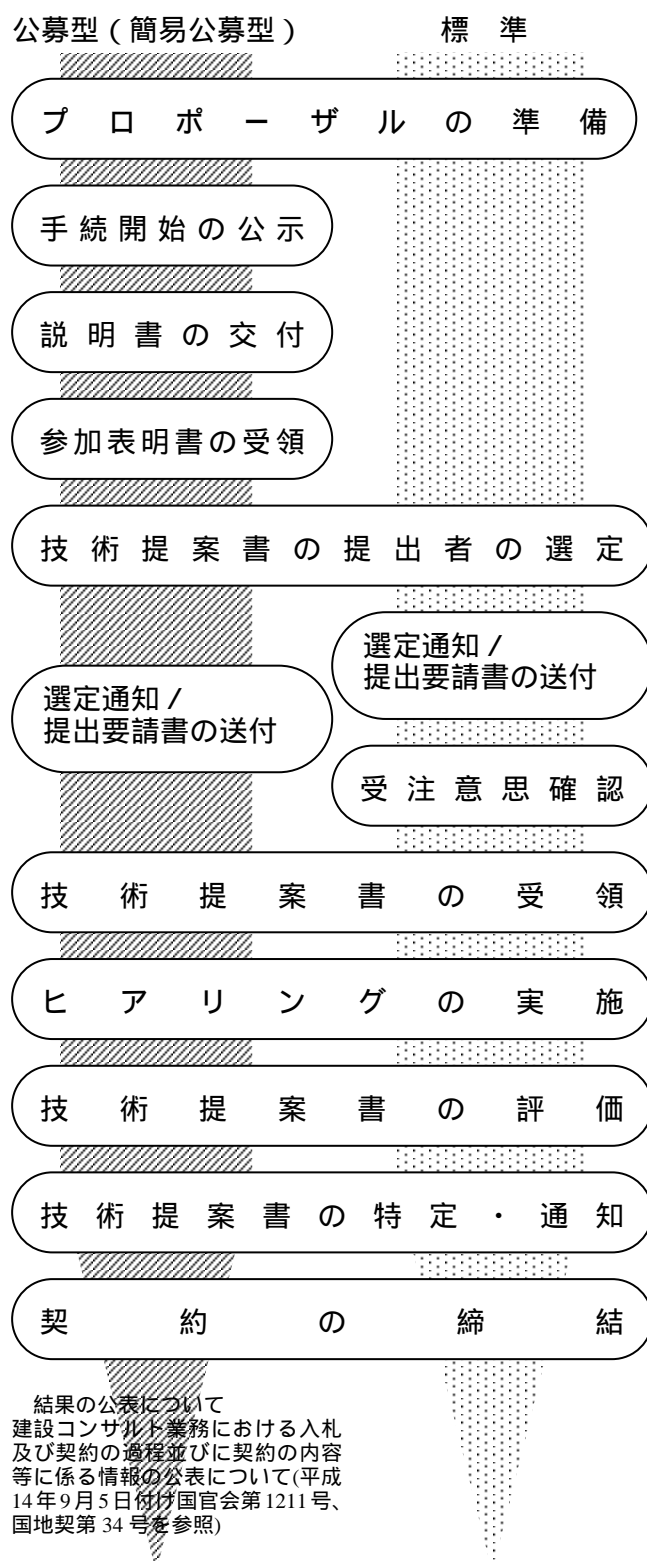 公募型（簡易公募型）
標準
プロポーザルの準備
手続開始の公示
説明書の交付
参加表明書の受領
技術提案書の提出者の選定
選定通知/
提出要請書の送付
選定通知/
提出要請書の送付
受注意思確認
技術提案書の受領
ヒアリングの実施
技術提案書の評価
技術提案書の特定・通知
契約の締結
結果の公表について
建設コンサルト業務における入札
及び契約の過程並びに契約の内容
等に係る情報の公表について(平成
14年9月5日付け国官会第1211号、
国地契第34号を参照)